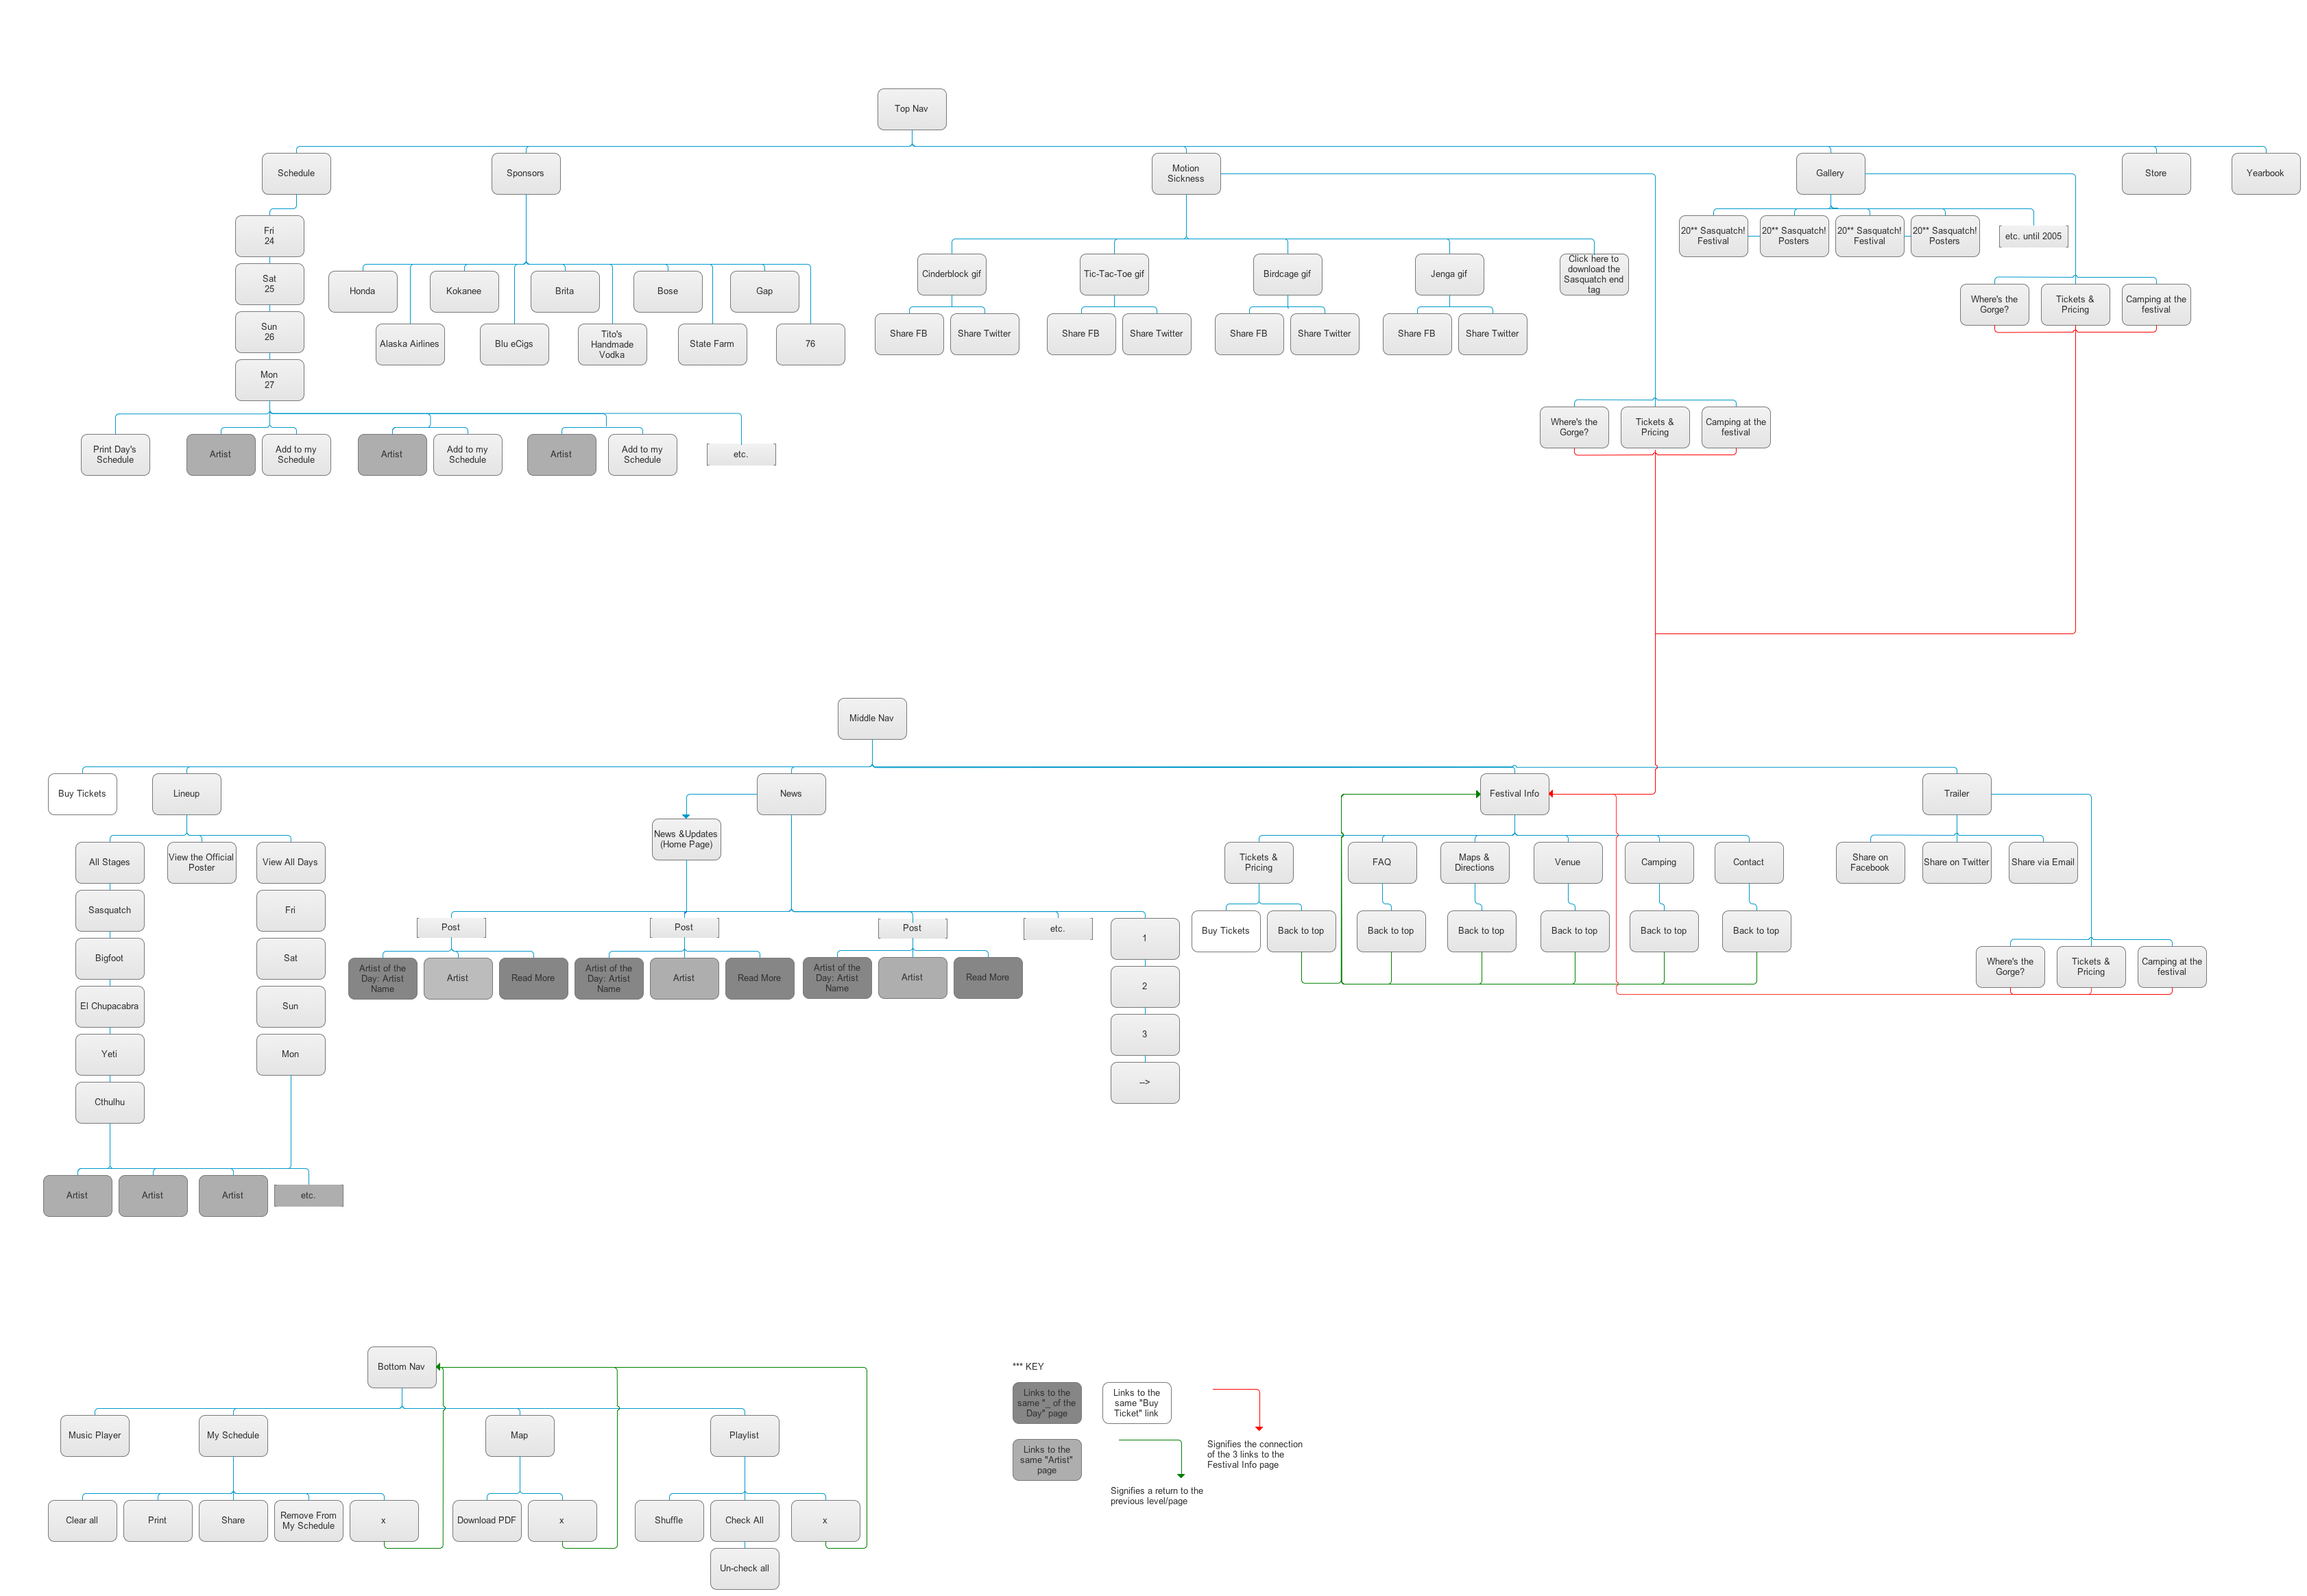 Top Nav
Schedule
Sponsors
Motion
Sickness
Gallery
Store
Yearbook
Fri
24
Sat
25
Sun
26
Mon
27
Print Day's
Schedule
Artist
Add to my
Schedule
Artist
Add to my
Schedule
Artist
Add to my
Schedule
etc.
Honda
Kokanee
Brita
Bose
Gap
Alaska Airlines
Blu eCigs
Tito's
Handmade
Vodka
State Farm
76
Cinderblock gif
Tic-Tac-Toe gif
Birdcage gif
Jenga gif
Click here to
download the
Sasquatch end
tag
Share FB
Share Twitter
Share FB
Share Twitter
Share FB
Share Twitter
Share FB
Share Twitter
Where's the
Gorge?
Tickets &
Pricing
Camping at the
festival
20** Sasquatch!
Festival
20** Sasquatch!
Posters
20** Sasquatch!
Festival
20** Sasquatch!
Posters
etc. until 2005
Where's the
Gorge?
Tickets &
Pricing
Camping at the
festival
Middle Nav
Buy Tickets
Lineup
News
Festival Info
Trailer
All Stages
View the Official
Poster
View All Days
Sasquatch
Fri
Bigfoot
Sat
El Chupacabra
Sun
Yeti
Mon
Cthulhu
Artist
Artist
Artist
etc.
News &Updates
(Home Page)
Post
Post
Post
etc.
Artist of the
Day: Artist
Name
Artist
Read More
Artist of the
Day: Artist
Name
Artist
Read More
Artist of the
Day: Artist
Name
Artist
Read More
1
2
3
-->
Tickets &
Pricing
FAQ
Maps &
Directions
Venue
Camping
Contact
Buy Tickets
Back to top
Back to top
Back to top
Back to top
Back to top
Back to top
Share on
Facebook
Share on Twitter
Share via Email
Where's the
Gorge?
Tickets &
Pricing
Camping at the
festival
Bottom Nav
Music Player
My Schedule
Map
Playlist
Clear all
Print
Share
Remove From
My Schedule
x
Download PDF
x
Shuffle
Check All
x
Un-check all
*** KEY
Links to the
same "_ of the
Day" page
Links to the
same "Buy
Ticket" link
Links to the
same "Artist"
page
Signifies the connection
of the 3 links to the
Festival Info page
Signifies a return to the
previous level/page